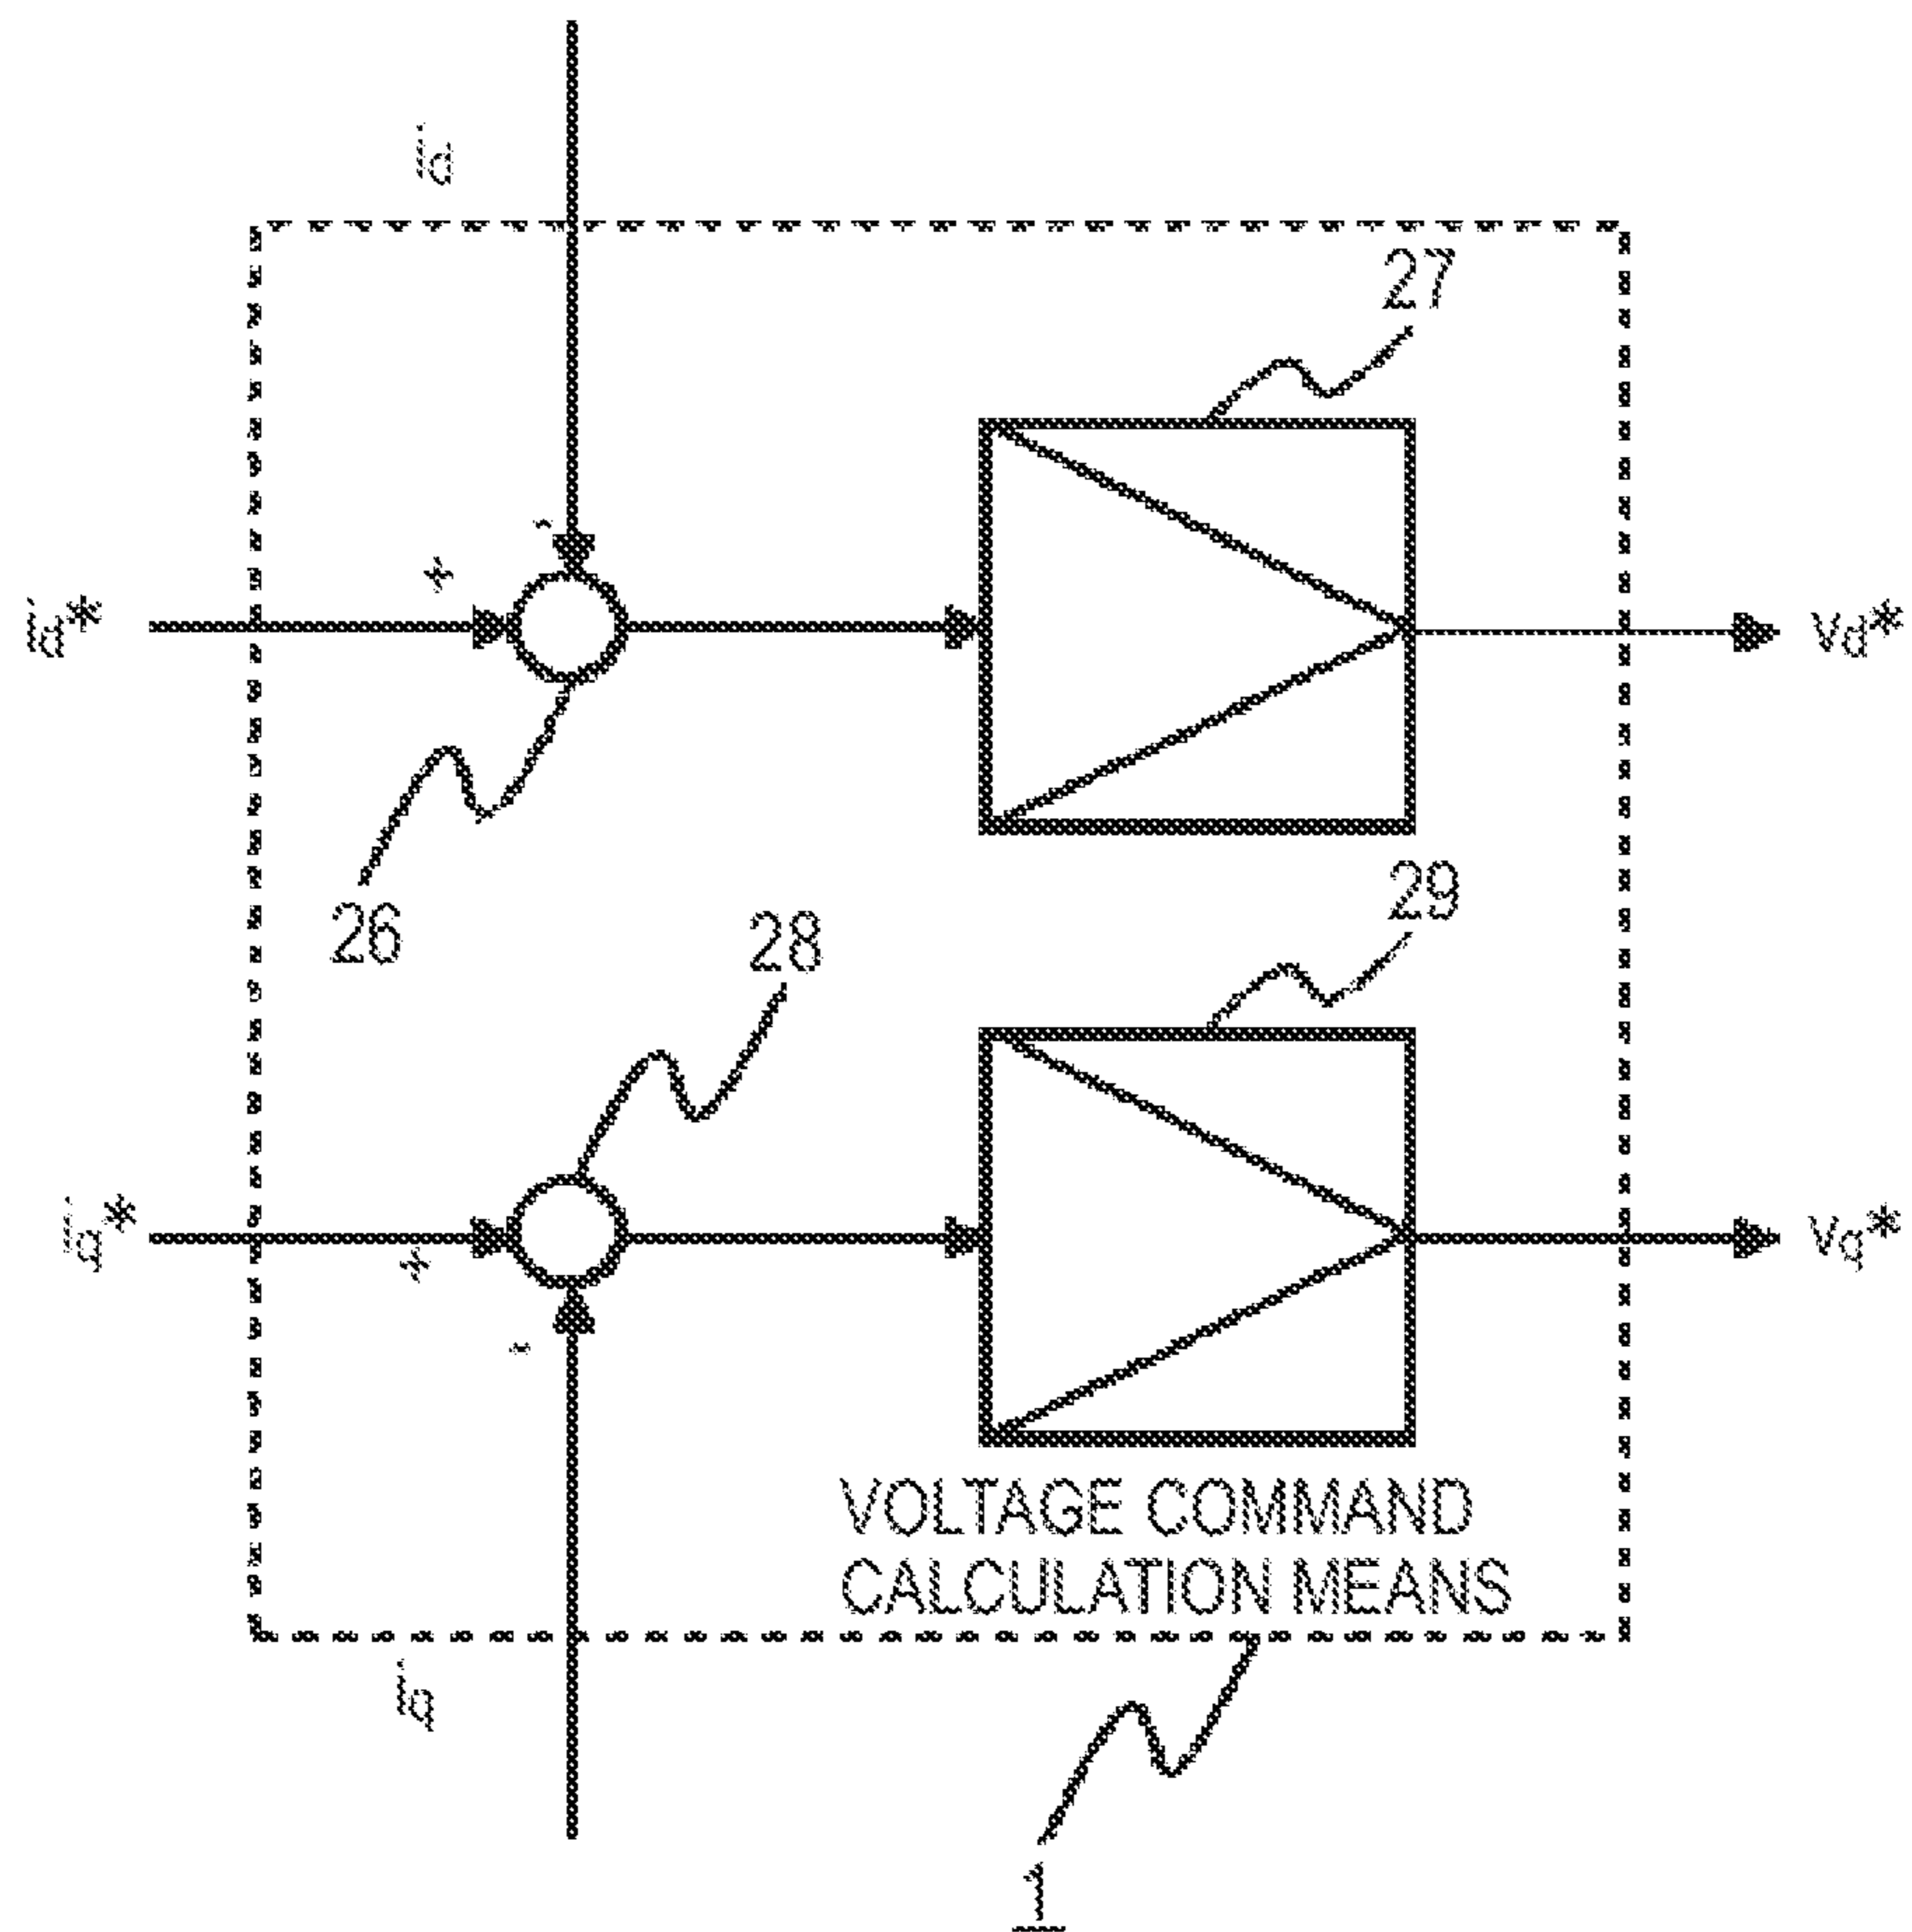 id
27
-
+
id*
vd*
26
28
29
iq*
+
-
vq*
VOLTAGE COMMAND
CALCULATION MEANS
iq
1